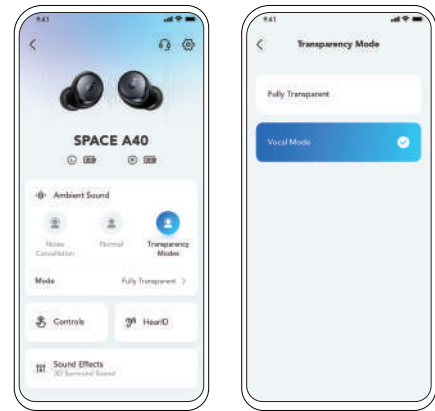 9:41
SPACE A40
L R
Ambient Sound
Noise Cancellation
Normal
Transparency Modes
Mode
Fully Transparent
Controls
HearID
Sound Effects
3D Surround Sound
9:41
Transparency Mode
Fully Transparent
Vocal Mode